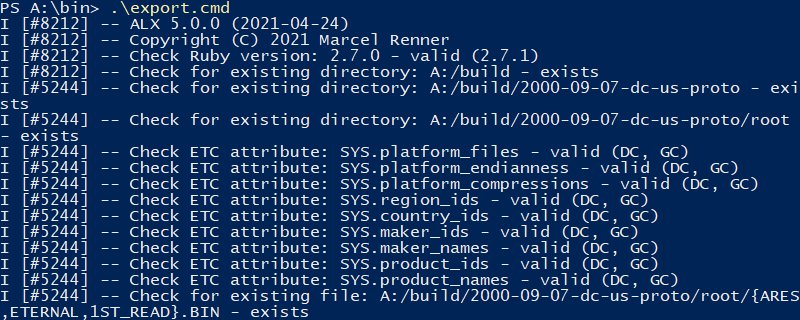 PS A:\bin> .\export.cmd
I [#8212] -- ALX 5.0.0 (2021-04-24)
I [#8212] -- Copyright (C) 2021 Marcel Renner
I [#8212] -- Check Ruby version: 2.7.0 - valid (2.7.1)
I [#8212] -- Check for existing directory: A:/build - exists
I [#5244] -- Check for existing directory: A:/build/2000-09-07-dc-us-proto - exi
sts
I [#5244] -- Check for existing directory: A:/build/2000-09-07-dc-us-proto/root
- exists
I [#5244] -- Check ETC attribute: SYS.platform_files - valid (DC, GC)
I [#5244] -- Check ETC attribute: SYS.platform_endianness - valid (DC, GC)
I [#5244] -- Check ETC attribute: SYS.platform_compressions - valid (DC, GC)
I [#5244] -- Check ETC attribute: SYS.region_ids - valid (DC, GC)
I [#5244] -- Check ETC attribute: SYS.country_ids - valid (DC, GC)
I [#5244] -- Check ETC attribute: SYS.maker_ids - valid (DC, GC)
I [#5244] -- Check ETC attribute: SYS.maker_names - valid (DC, GC)
I [#5244] -- Check ETC attribute: SYS.product_ids - valid (DC, GC)
I [#5244] -- Check ETC attribute: SYS.product_names - valid (DC, GC)
I [#5244] -- Check for existing file: A:/build/2000-09-07-dc-us-proto/root/{ARES
,ETERNAL,1ST_READ}.BIN - exists